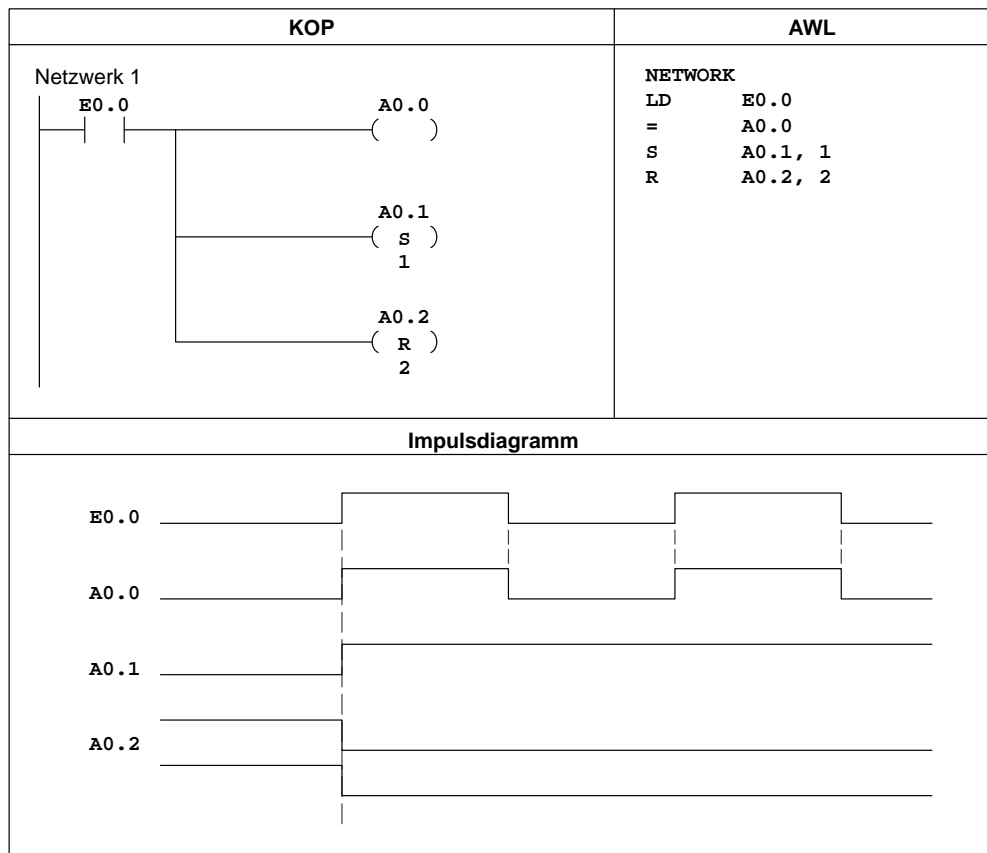 KOP
AWL
Netzwerk 1
E0.0 A0.0
( )
A0.1
( S )
1
A0.2
( R )
2
NETWORK
LD E0.0
= A0.0
S A0.1, 1
R A0.2, 2
Impulsdiagramm
E0.0
A0.0
A0.1
A0.2